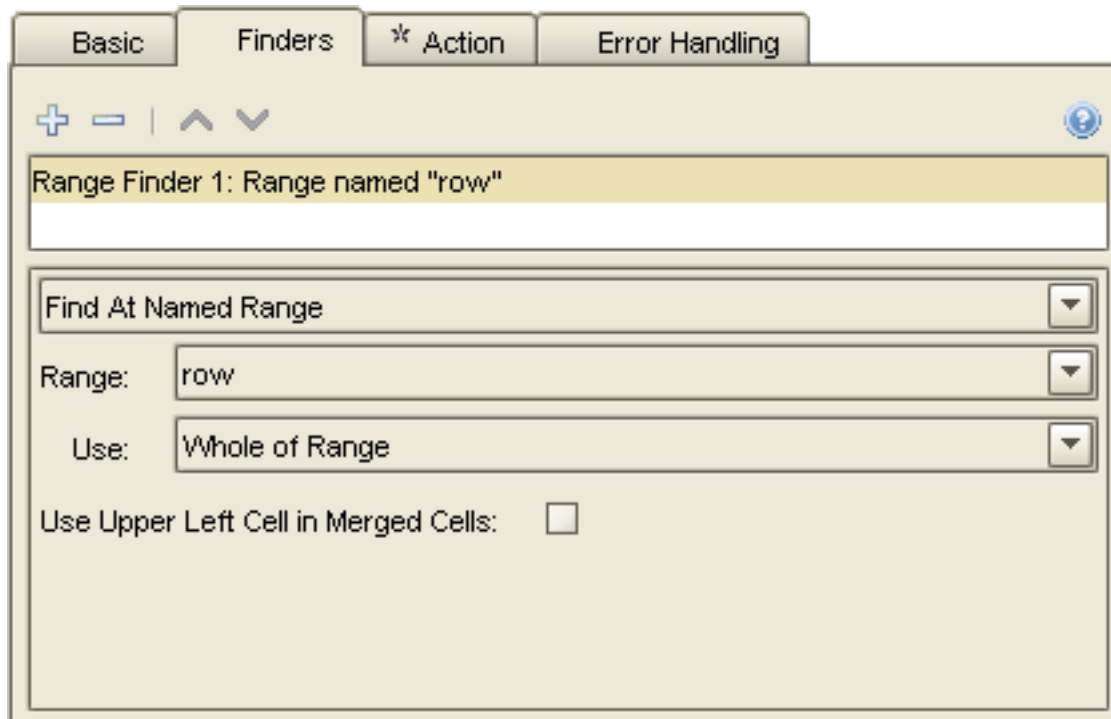 Basic Finders * Action Error Handling
Range Finder 1: Range named "row"
Find At Named Range
Range: row
Use: Whole of Range
Use Upper Left Cell in Merged Cells: